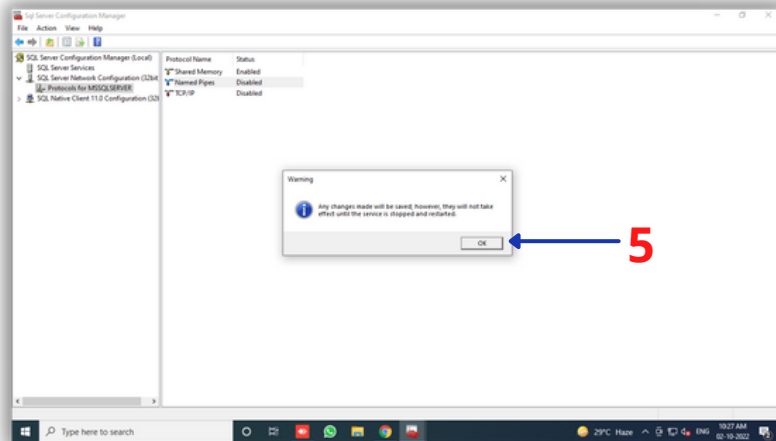 Sql Server Configuration Manager
File Action View Help
SQL Server Configuration Manager (Local)
SQL Server Services
SQL Server Network Configuration (32bit
Protocols for MSSQLSERVER
SQL Native Client 11.0 Configuration (32
Protocol Name Status
Shared Memory Enabled
Named Pipes Disabled
TCP/IP Disabled
Warning
Any changes made will be saved; however, they will not take
effect until the service is stopped and restarted.
OK
5
Type here to search
29°C Haze
ENG
10:27 AM
02-10-2022